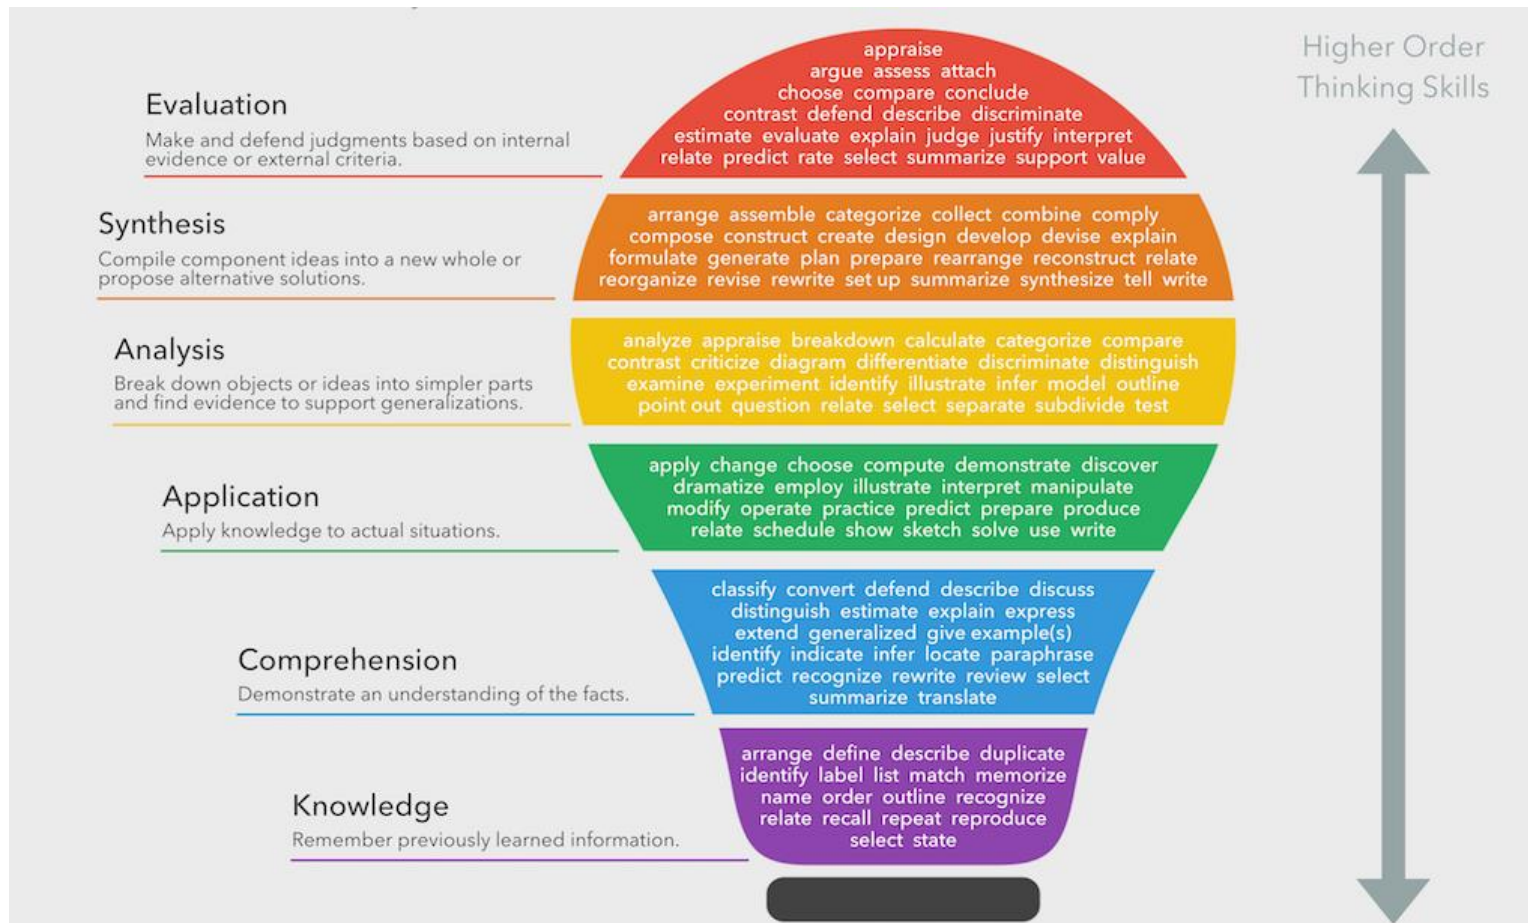 Higher Order
Thinking Skills
Evaluation
Make and defend judgments based on internal
evidence or external criteria.
appraise
argue assess attach
choose compare conclude
contrast defend describe discriminate
estimate evaluate explain judge justify interpret
relate predict rate select summarize support value
Synthesis
Compile component ideas into a new whole or
propose alternative solutions.
arrange assemble categorize collect combine comply
compose construct create design develop devise explain
formulate generate plan prepare rearrange reconstruct relate
reorganize revise rewrite set up summarize synthesize tell write
Analysis
Break down objects or ideas into simpler parts
and find evidence to support generalizations.
analyze appraise breakdown calculate categorize compare
contrast criticize diagram differentiate discriminate distinguish
examine experiment identify illustrate infer model outline
point out question relate select separate subdivide test
Application
Apply knowledge to actual situations.
apply change choose compute demonstrate discover
dramatize employ illustrate interpret manipulate
modify operate practice predict prepare produce
relate schedule show sketch solve use write
Comprehension
Demonstrate an understanding of the facts.
classify convert defend describe discuss
distinguish estimate explain express
extend generalized give example(s)
identify indicate infer locate paraphrase
predict recognize rewrite review select
summarize translate
Knowledge
Remember previously learned information.
arrange define describe duplicate
identify label list match memorize
name order outline recognize
relate recall repeat reproduce
select state